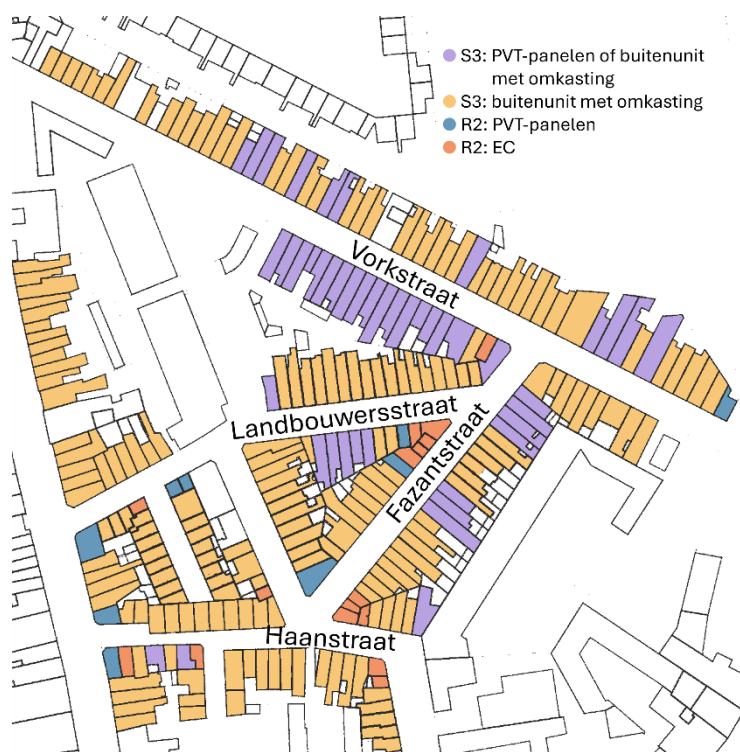 S3: PVT-panelen of buitenunit
met omkasting
S3: buitenunit met omkasting
R2: PVT-panelen
R2: EC
Vorkstraat
Landbouwersstraat
Fazantstraat
Haanstraat